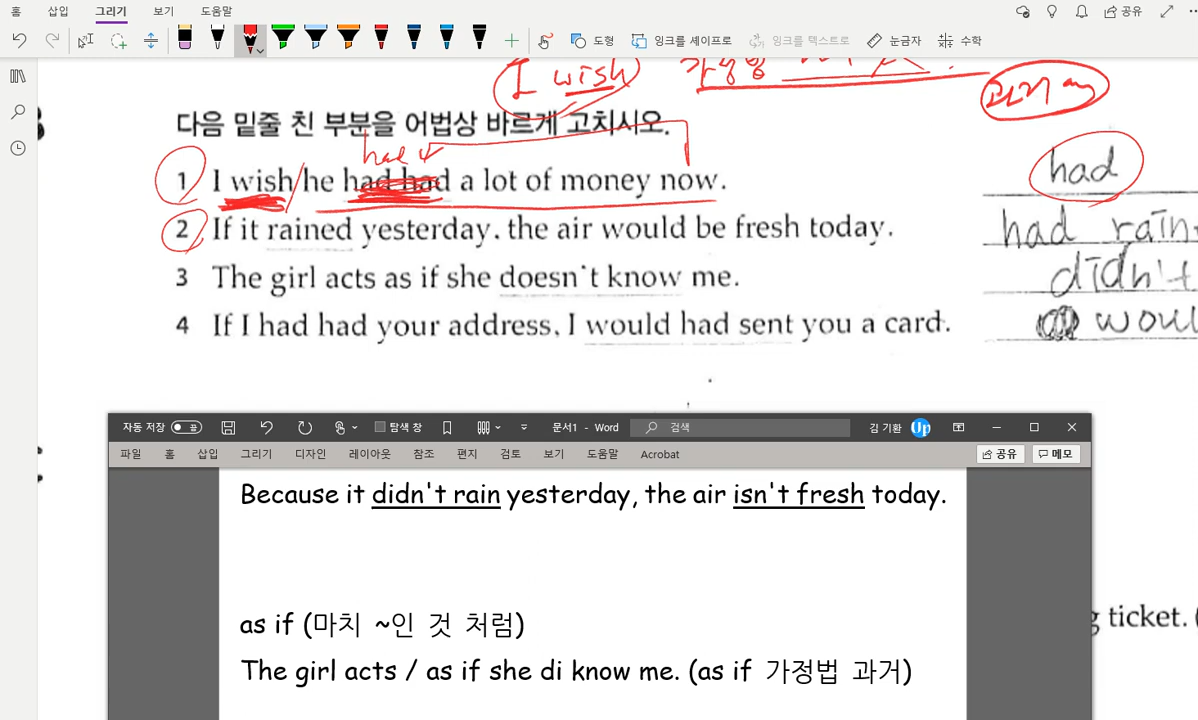 홈 삽입 그리기 보기 도움말 공유
도형 잉크를 셰이프로 잉크를 텍스트로 눈금자 수학
I wish
다음 밑줄 친 부분을 어법상 바르게 고치시오.
had
1 I wish/he had had a lot of money now. had
2 If it rained yesterday, the air would be fresh today. had
3 The girl acts as if she doesn't know me. didn't
4 If I had had your address, I would had sent you a card.
자동 저장 끔 탐색 창 문서1 - Word 검색 김 기환 Up
파일 홈 삽입 그리기 디자인 레이아웃 참조 편지 검토 보기 도움말 Acrobat 공유 메모
Because it didn't rain yesterday, the air isn't fresh today.
as if (마치 ~인 것 처럼)
ticket.
The girl acts / as if she di know me. (as if 가정법 과거)